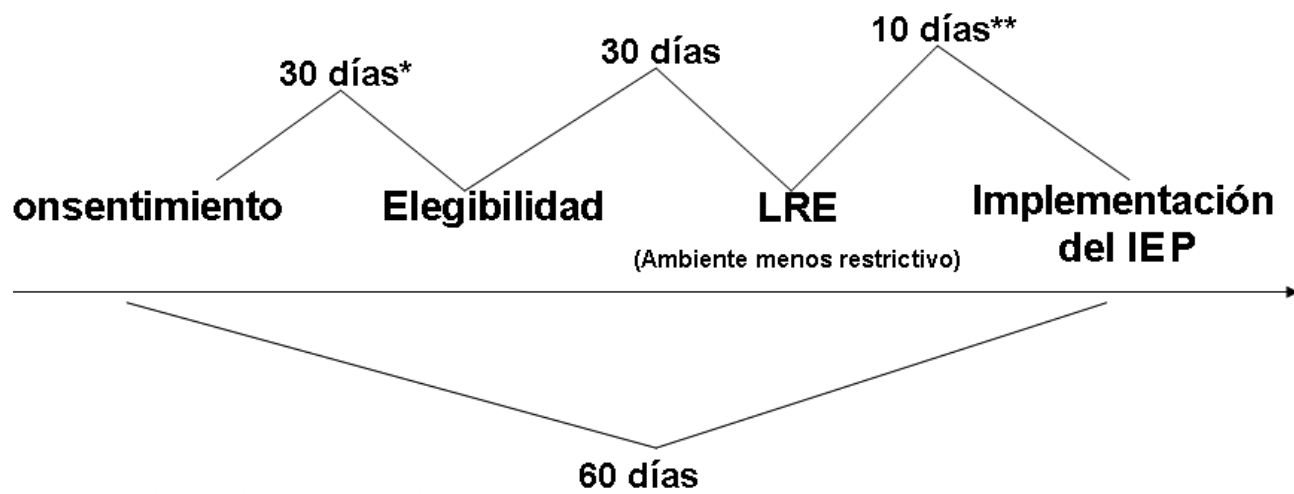 30 días*
30 días
10 días**
onsentimiento
Elegibilidad
LRE
(Ambiente menos restrictivo)
Implementación
del IEP
60 días